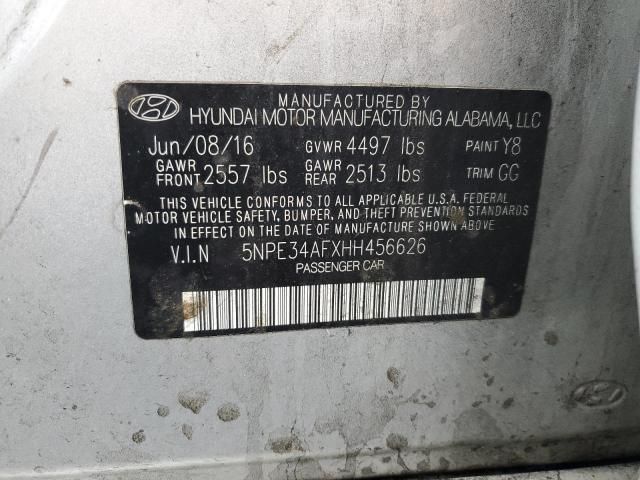 MANUFACTURED BY
HYUNDAI MOTOR MANUFACTURING ALABAMA, LLC
Jun/08/16 GVWR 4497 lbs PAINT Y8
GAWR FRONT 2557 lbs GAWR REAR 2513 lbs TRIM GG
THIS VEHICLE CONFORMS TO ALL APPLICABLE U.S.A. FEDERAL
MOTOR VEHICLE SAFETY, BUMPER, AND THEFT PREVENTION STANDARDS
IN EFFECT ON THE DATE OF MANUFACTURE SHOWN ABOVE.
V.I.N 5NPE34AFXHH456626
PASSENGER CAR